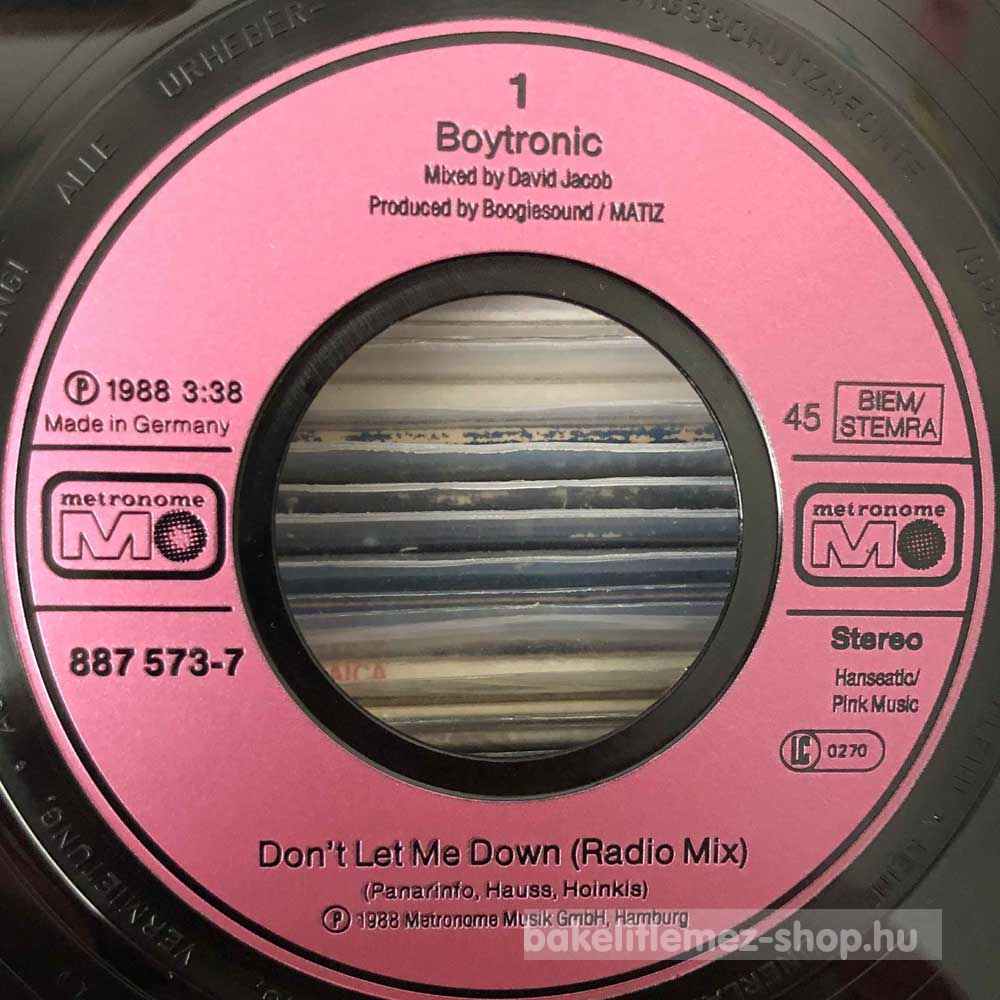 1
Boytronic
Mixed by David Jacob
Produced by Boogiesound / MATIZ
Ⓟ 1988 3:38
Made in Germany
45
BIEM/
STEMRA
metronome
metronome
887 573-7
Stereo
Hanseatic/
Pink Music
LC 0270
Don't Let Me Down (Radio Mix)
(Panarinfo, Hauss, Hoinkis)
Ⓟ 1988 Metronome Musik GmbH, Hamburg
ALLE URHEBER-
VERMIETUNG,
bakelitlemez-shop.hu